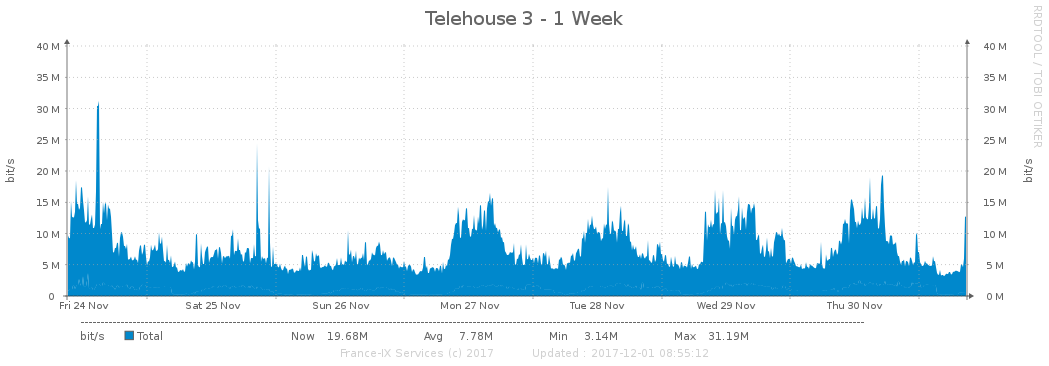 Telehouse 3 - 1 Week
RRDTOOL / TOBI OETIKER
bit/s
40 M 40 M
35 M 35 M
30 M 30 M
25 M 25 M
20 M 20 M
15 M 15 M
10 M 10 M
5 M 5 M
0 0 M
bit/s
Fri 24 Nov Sat 25 Nov Sun 26 Nov Mon 27 Nov Tue 28 Nov Wed 29 Nov Thu 30 Nov
bit/s Total Now 19.68M Avg 7.78M Min 3.14M Max 31.19M
France-IX Services (c) 2017 Updated : 2017-12-01 08:55:12